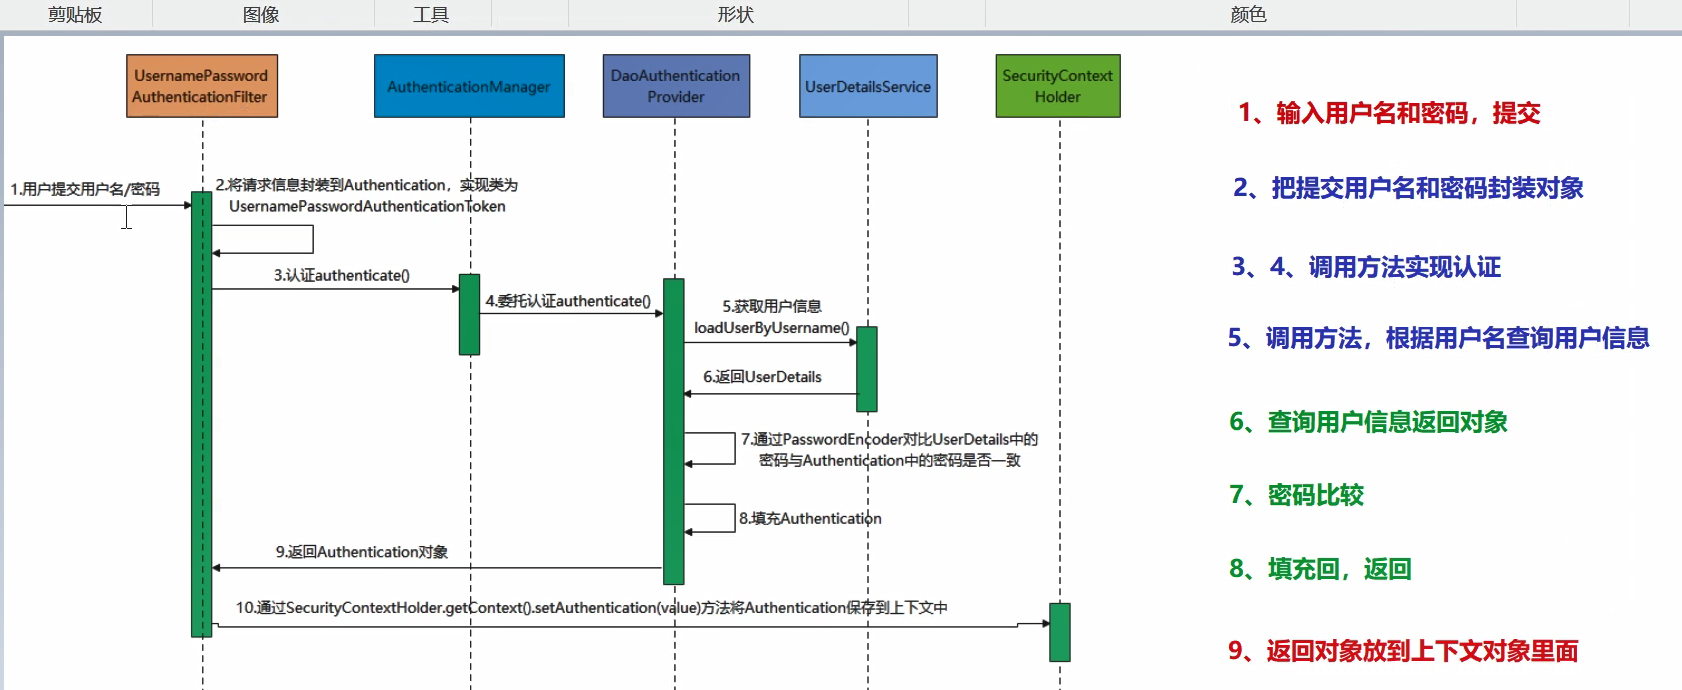 剪贴板
图像
工具
形状
颜色
UsernamePassword
AuthenticationFilter
AuthenticationManager
DaoAuthentication
Provider
UserDetailsService
SecurityContext
Holder
1.用户提交用户名/密码
2.将请求信息封装到Authentication，实现类为
UsernamePasswordAuthenticationToken
3.认证authenticate()
4.委托认证authenticate()
5.获取用户信息
loadUserByUsername()
6.返回UserDetails
7.通过PasswordEncoder对比UserDetails中的
密码与Authentication中的密码是否一致
8.填充Authentication
9.返回Authentication对象
10.通过SecurityContextHolder.getContext().setAuthentication(value)方法将Authentication保存到上下文中
1、输入用户名和密码，提交
2、把提交用户名和密码封装对象
3、4、调用方法实现认证
5、调用方法，根据用户名查询用户信息
6、查询用户信息返回对象
7、密码比较
8、填充回，返回
9、返回对象放到上下文对象里面